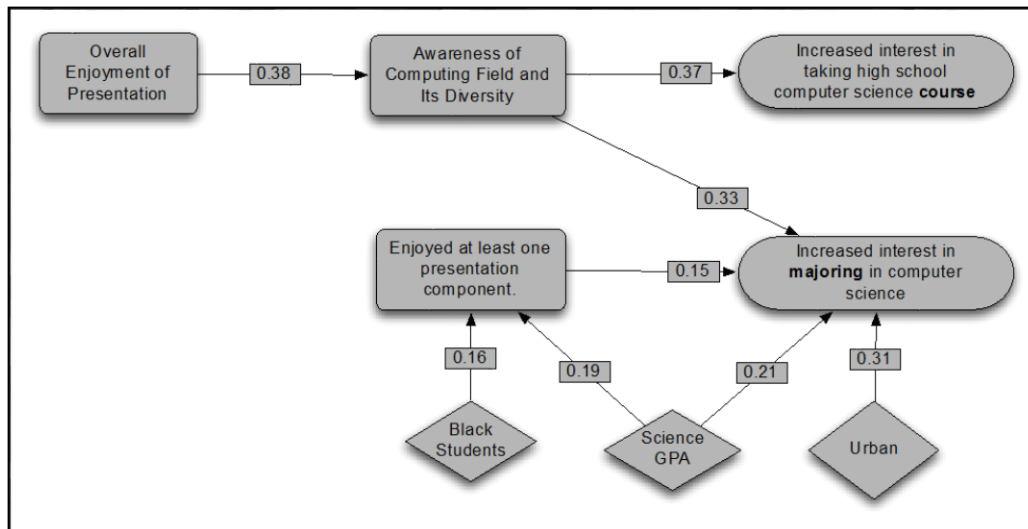 Overall
Enjoyment of
Presentation
0.38
Awareness of
Computing Field and
Its Diversity
0.37
Increased interest in
taking high school
computer science course
0.33
Enjoyed at least one
presentation
component.
0.15
Increased interest in
majoring in computer
science
0.16
0.19
0.21
0.31
Black
Students
Science
GPA
Urban